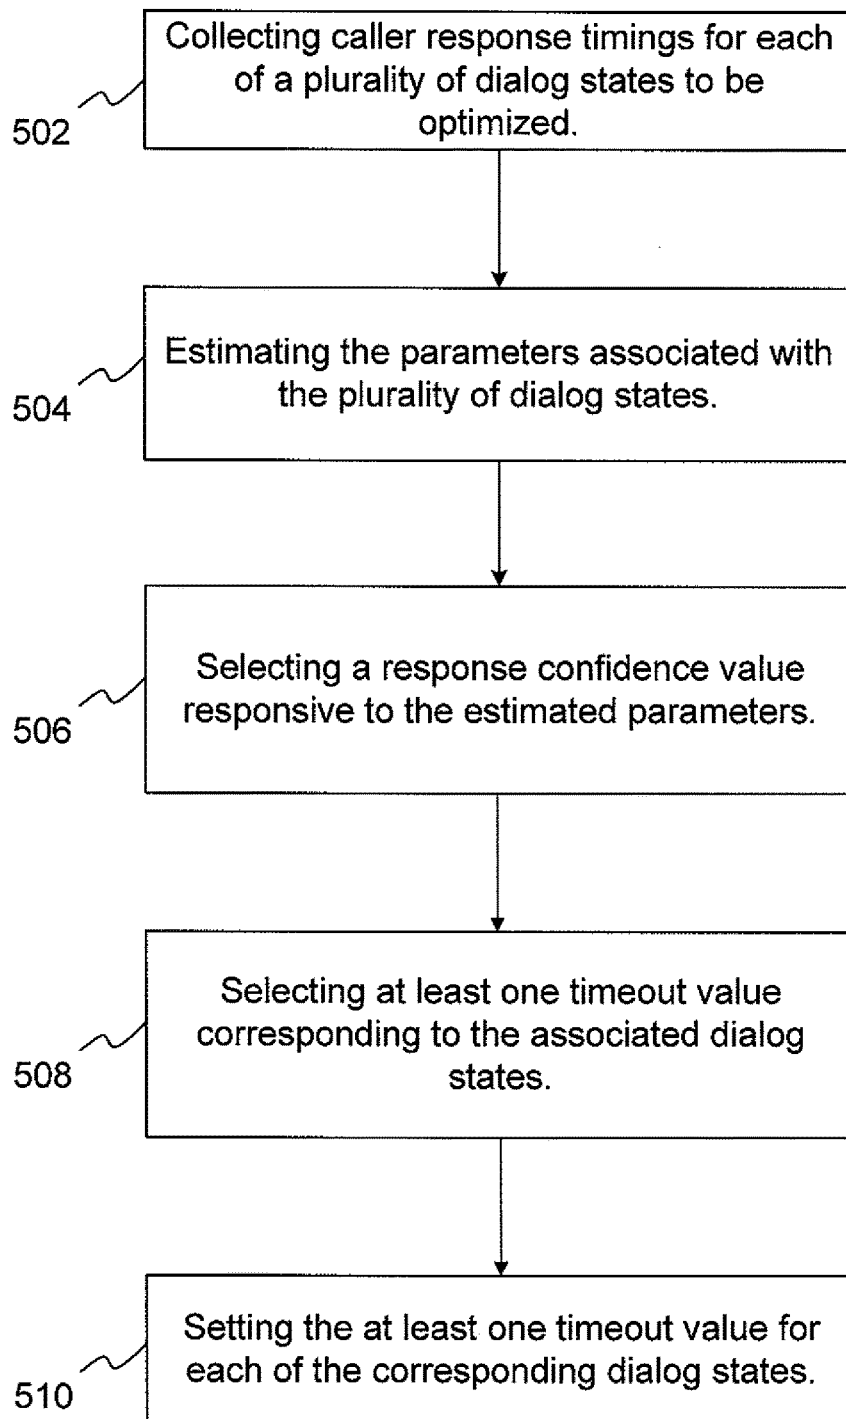 Collecting caller response timings for each
of a plurality of dialog states to be
optimized.
502
Estimating the parameters associated with
the plurality of dialog states.
504
Selecting a response confidence value
responsive to the estimated parameters.
506
Selecting at least one timeout value
corresponding to the associated dialog
states.
508
Setting the at least one timeout value for
each of the corresponding dialog states.
510